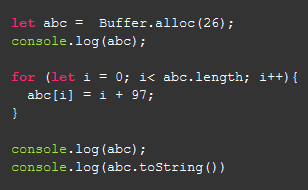 let abc =  Buffer.alloc(26);
console.log(abc);
for (let i = 0; i< abc.length; i++){
  abc[i] = i + 97;
}
console.log(abc);
console.log(abc.toString())